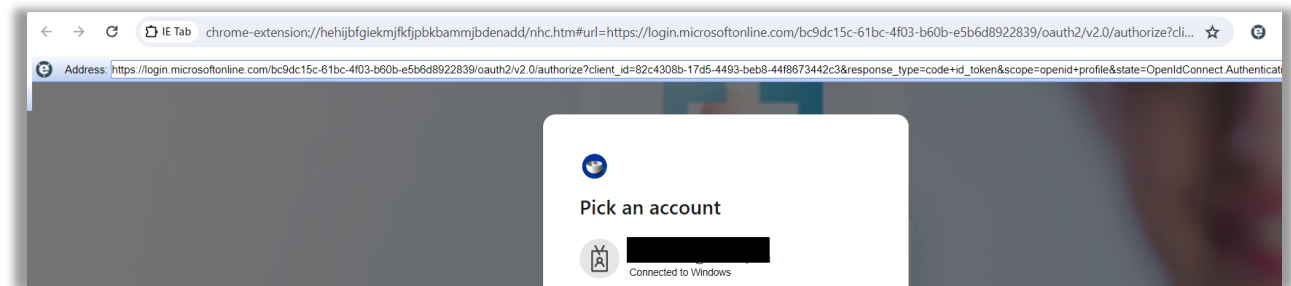 IE Tab chrome-extension://hehijbfgiekmjfkfjpbkbammjbdenadd/nhc.htm#url=https://login.microsoftonline.com/bc9dc15c-61bc-4f03-b60b-e5b6d8922839/oauth2/v2.0/authorize?cli...
Address: https://login.microsoftonline.com/bc9dc15c-61bc-4f03-b60b-e5b6d8922839/oauth2/v2.0/authorize?client_id=82c4308b-17d5-4493-beb8-44f8673442c3&response_type=code+id_token&scope=openid+profile&state=OpenIdConnect.Authenticati
Pick an account
Connected to Windows